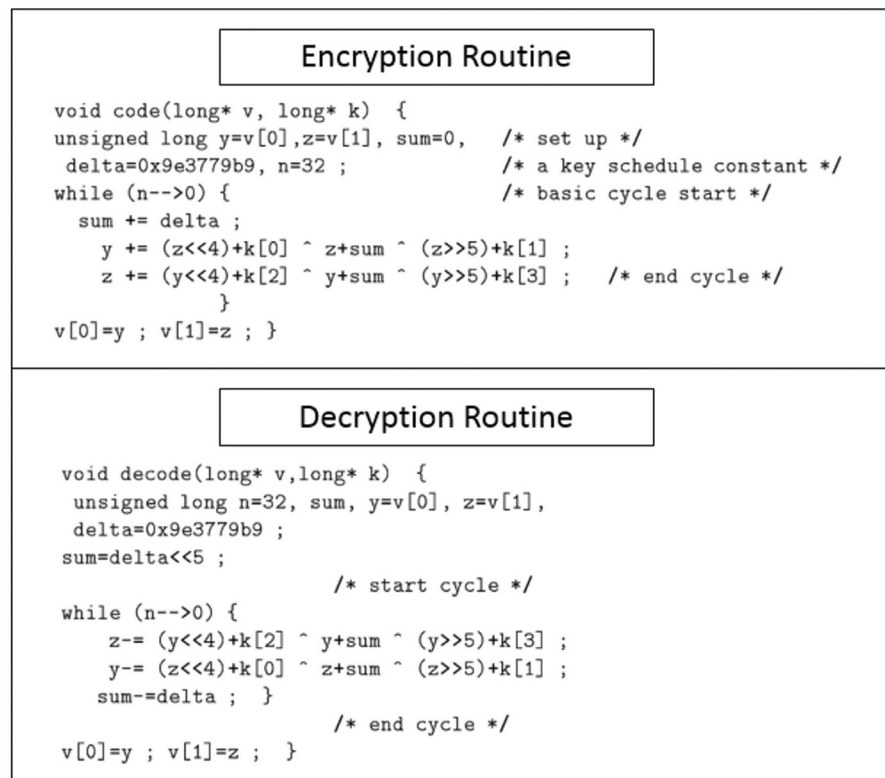 Encryption Routine
void code(long* v, long* k)  {
unsigned long y=v[0],z=v[1], sum=0,   /* set up */
 delta=0x9e3779b9, n=32 ;             /* a key schedule constant */
while (n-->0) {                       /* basic cycle start */
  sum += delta ;
    y += (z<<4)+k[0] ^ z+sum ^ (z>>5)+k[1] ;
    z += (y<<4)+k[2] ^ y+sum ^ (y>>5)+k[3] ;   /* end cycle */
              }
v[0]=y ; v[1]=z ; }
Decryption Routine
void decode(long* v,long* k)  {
 unsigned long n=32, sum, y=v[0], z=v[1],
 delta=0x9e3779b9 ;
sum=delta<<5 ;
                       /* start cycle */
while (n-->0) {
    z-= (y<<4)+k[2] ^ y+sum ^ (y>>5)+k[3] ;
    y-= (z<<4)+k[0] ^ z+sum ^ (z>>5)+k[1] ;
   sum-=delta ;  }
                       /* end cycle */
v[0]=y ; v[1]=z ;  }